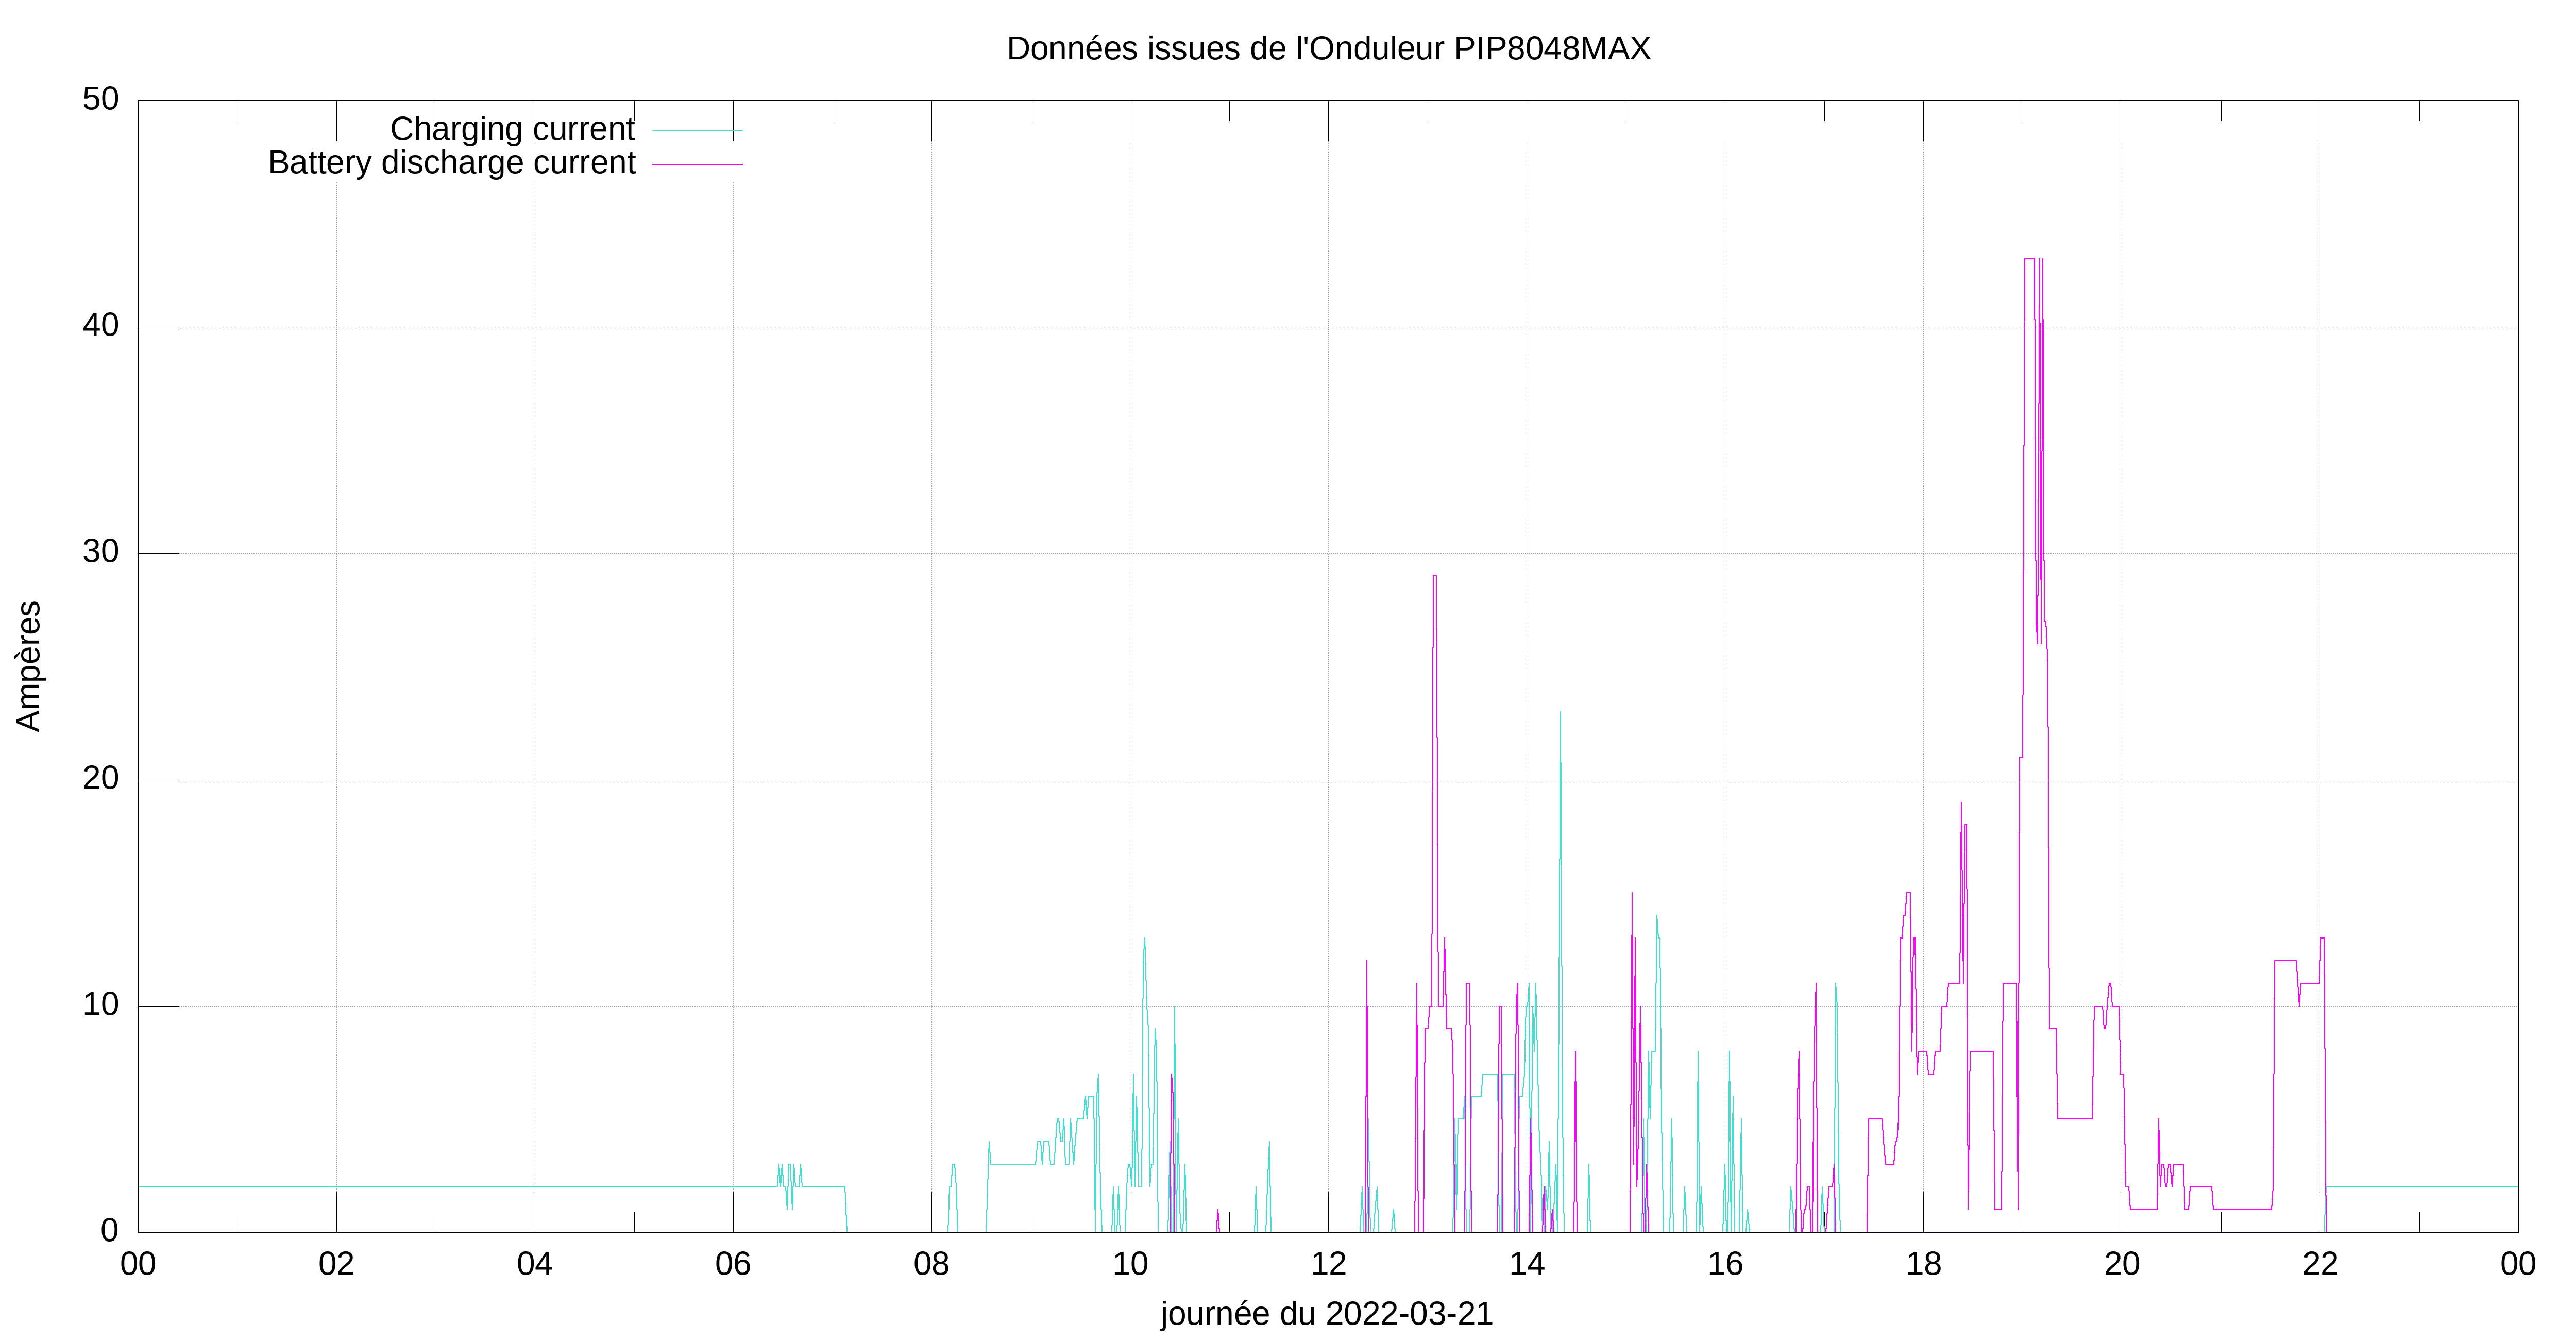 Données issues de l'Onduleur PIP8048MAX
Charging current
Battery discharge current
50
40
30
20
10
0
Ampères
00 02 04 06 08 10 12 14 16 18 20 22 00
journée du 2022-03-21